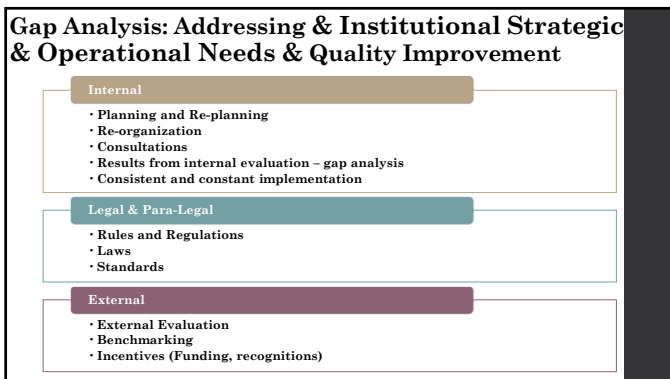 Gap Analysis: Addressing & Institutional Strategic
& Operational Needs & Quality Improvement
Internal
• Planning and Re-planning
• Re-organization
• Consultations
• Results from internal evaluation – gap analysis
• Consistent and constant implementation
Legal & Para-Legal
• Rules and Regulations
• Laws
• Standards
External
• External Evaluation
• Benchmarking
• Incentives (Funding, recognitions)